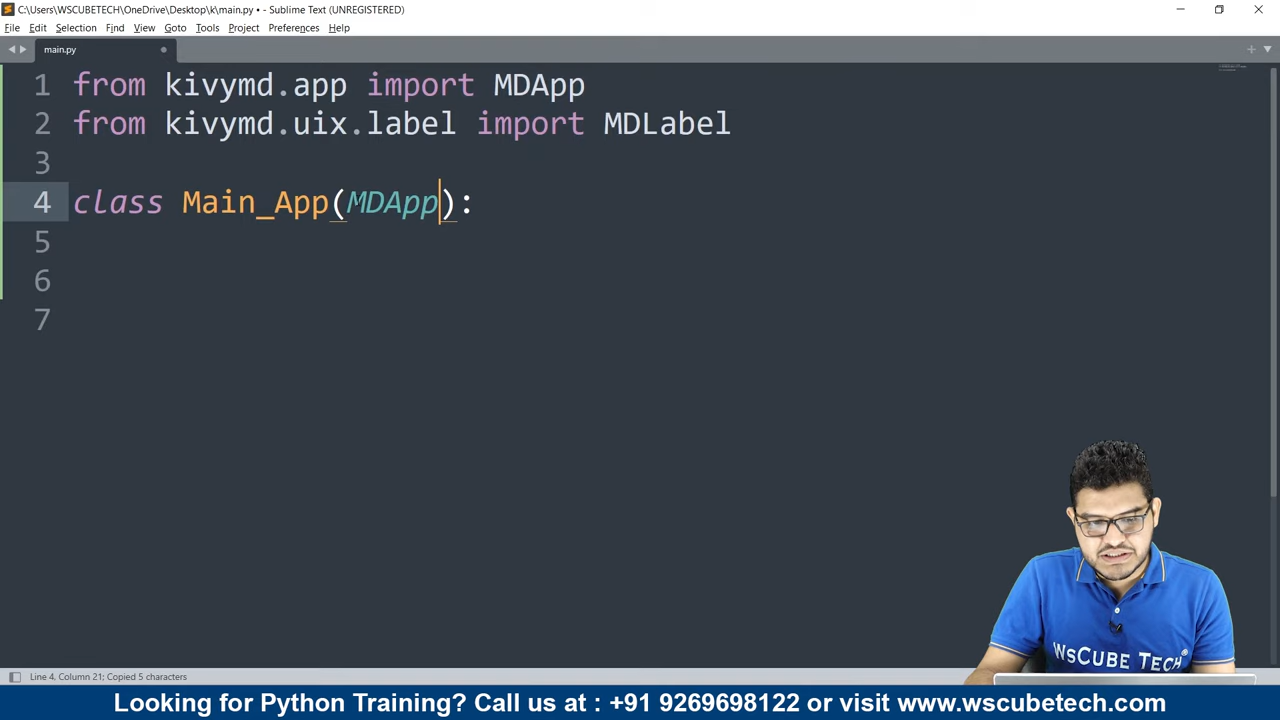 C:\Users\WSCUBETECH\OneDrive\Desktop\k\main.py • - Sublime Text (UNREGISTERED)
File Edit Selection Find View Goto Tools Project Preferences Help
main.py
1 from kivymd.app import MDApp
2 from kivymd.uix.label import MDLabel
3
4 class Main_App(MDApp):
5
6
7
WsCUBE TECH®
Line 4, Column 21; Copied 5 characters
Looking for Python Training? Call us at : +91 9269698122 or visit www.wscubetech.com